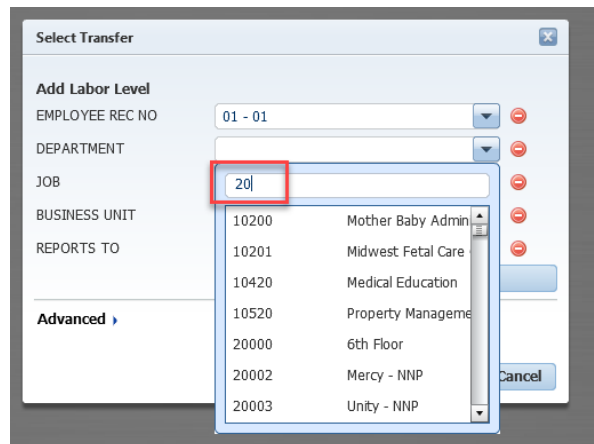 Select Transfer
Add Labor Level
EMPLOYEE REC NO 01 - 01
DEPARTMENT
JOB 20
BUSINESS UNIT
REPORTS TO
10200 Mother Baby Admin
10201 Midwest Fetal Care
10420 Medical Education
10520 Property Manageme
20000 6th Floor
20002 Mercy - NNP
20003 Unity - NNP
Advanced
Cancel